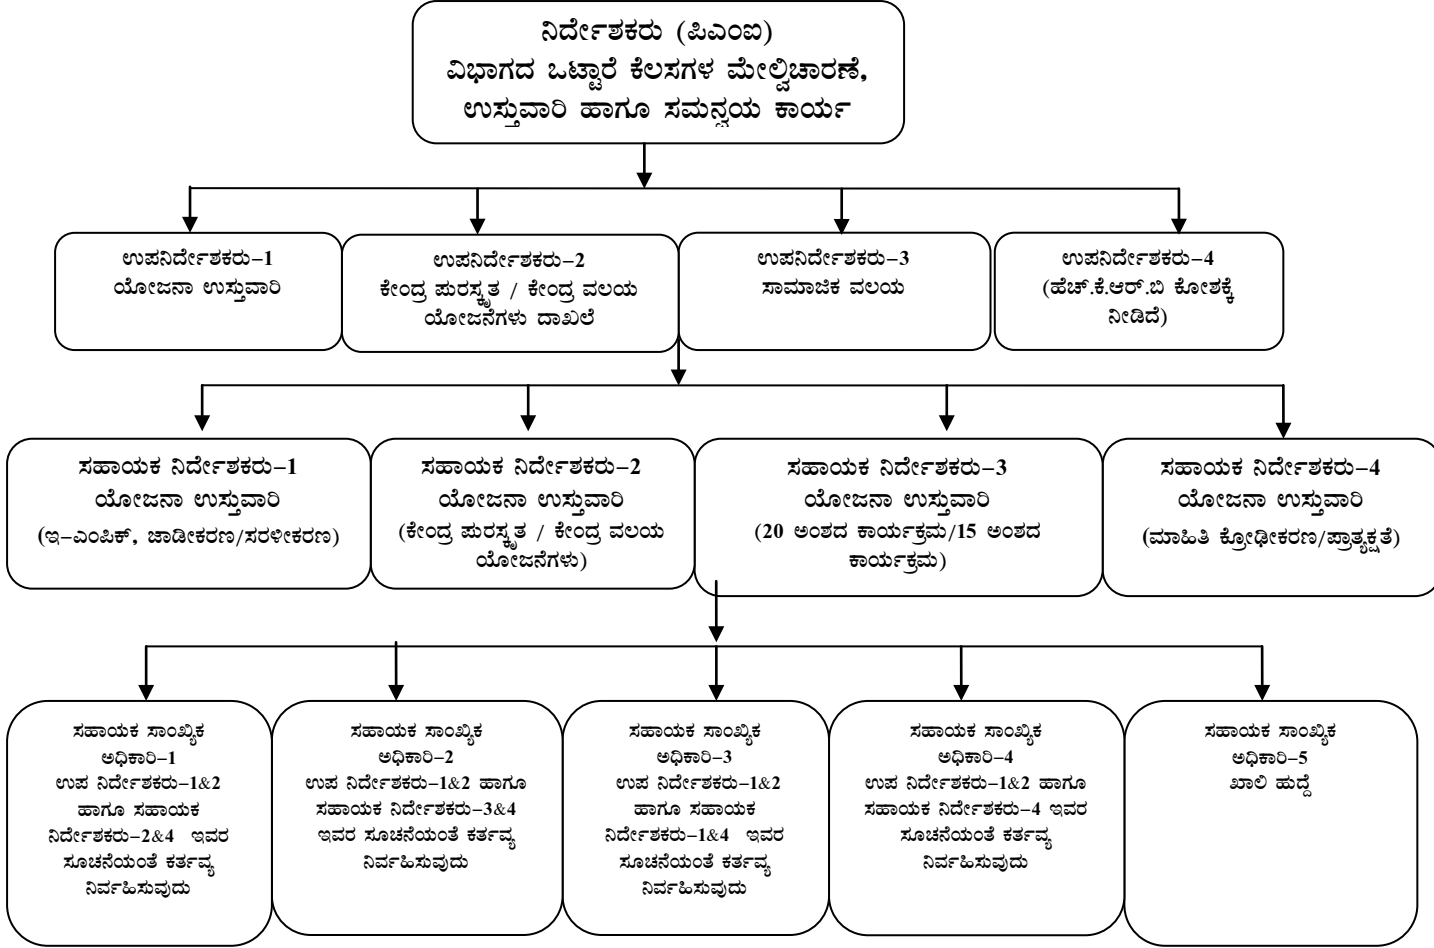 ನಿರ್ದೇಶಕರು (ಪಿಎಂಐ)
ವಿಭಾಗದ ಒಟ್ಟಾರೆ ಕೆಲಸಗಳ ಮೇಲ್ವಿಚಾರಣೆ,
ಉಸ್ತುವಾರಿ ಹಾಗೂ ಸಮನ್ವಯ ಕಾರ್ಯ
ಉಪನಿರ್ದೇಶಕರು–1
ಯೋಜನಾ ಉಸ್ತುವಾರಿ
ಉಪನಿರ್ದೇಶಕರು–2
ಕೇಂದ್ರ ಪುರಸ್ಕೃತ / ಕೇಂದ್ರ ವಲಯ
ಯೋಜನೆಗಳು ದಾಖಲೆ
ಉಪನಿರ್ದೇಶಕರು–3
ಸಾಮಾಜಿಕ ವಲಯ
ಉಪನಿರ್ದೇಶಕರು–4
(ಹೆಚ್.ಕೆ.ಆರ್.ಬಿ ಕೋಶಕ್ಕೆ
ನೀಡಿದೆ)
ಸಹಾಯಕ ನಿರ್ದೇಶಕರು–1
ಯೋಜನಾ ಉಸ್ತುವಾರಿ
(ಇ–ಎಂಪಿಕ್, ಜಾಡೀಕರಣ/ಸರಳೀಕರಣ)
ಸಹಾಯಕ ನಿರ್ದೇಶಕರು–2
ಯೋಜನಾ ಉಸ್ತುವಾರಿ
(ಕೇಂದ್ರ ಪುರಸ್ಕೃತ / ಕೇಂದ್ರ ವಲಯ
ಯೋಜನೆಗಳು)
ಸಹಾಯಕ ನಿರ್ದೇಶಕರು–3
ಯೋಜನಾ ಉಸ್ತುವಾರಿ
(20 ಅಂಶದ ಕಾರ್ಯಕ್ರಮ/15 ಅಂಶದ
ಕಾರ್ಯಕ್ರಮ)
ಸಹಾಯಕ ನಿರ್ದೇಶಕರು–4
ಯೋಜನಾ ಉಸ್ತುವಾರಿ
(ಮಾಹಿತಿ ಕ್ರೋಢೀಕರಣ/ಪ್ರಾತ್ಯಕ್ಷತೆ)
ಸಹಾಯಕ ಸಾಂಖ್ಯಿಕ
ಅಧಿಕಾರಿ–1
ಉಪ ನಿರ್ದೇಶಕರು–1&2
ಹಾಗೂ ಸಹಾಯಕ
ನಿರ್ದೇಶಕರು–2&4 ಇವರ
ಸೂಚನೆಯಂತೆ ಕರ್ತವ್ಯ
ನಿರ್ವಹಿಸುವುದು
ಸಹಾಯಕ ಸಾಂಖ್ಯಿಕ
ಅಧಿಕಾರಿ–2
ಉಪ ನಿರ್ದೇಶಕರು–1&2 ಹಾಗೂ
ಸಹಾಯಕ ನಿರ್ದೇಶಕರು–3&4
ಇವರ ಸೂಚನೆಯಂತೆ ಕರ್ತವ್ಯ
ನಿರ್ವಹಿಸುವುದು
ಸಹಾಯಕ ಸಾಂಖ್ಯಿಕ
ಅಧಿಕಾರಿ–3
ಉಪ ನಿರ್ದೇಶಕರು–1&2
ಹಾಗೂ ಸಹಾಯಕ
ನಿರ್ದೇಶಕರು–1&4 ಇವರ
ಸೂಚನೆಯಂತೆ ಕರ್ತವ್ಯ
ನಿರ್ವಹಿಸುವುದು
ಸಹಾಯಕ ಸಾಂಖ್ಯಿಕ
ಅಧಿಕಾರಿ–4
ಉಪ ನಿರ್ದೇಶಕರು–1&2 ಹಾಗೂ
ಸಹಾಯಕ ನಿರ್ದೇಶಕರು–4 ಇವರ
ಸೂಚನೆಯಂತೆ ಕರ್ತವ್ಯ
ನಿರ್ವಹಿಸುವುದು
ಸಹಾಯಕ ಸಾಂಖ್ಯಿಕ
ಅಧಿಕಾರಿ–5
ಖಾಲಿ ಹುದ್ದೆ